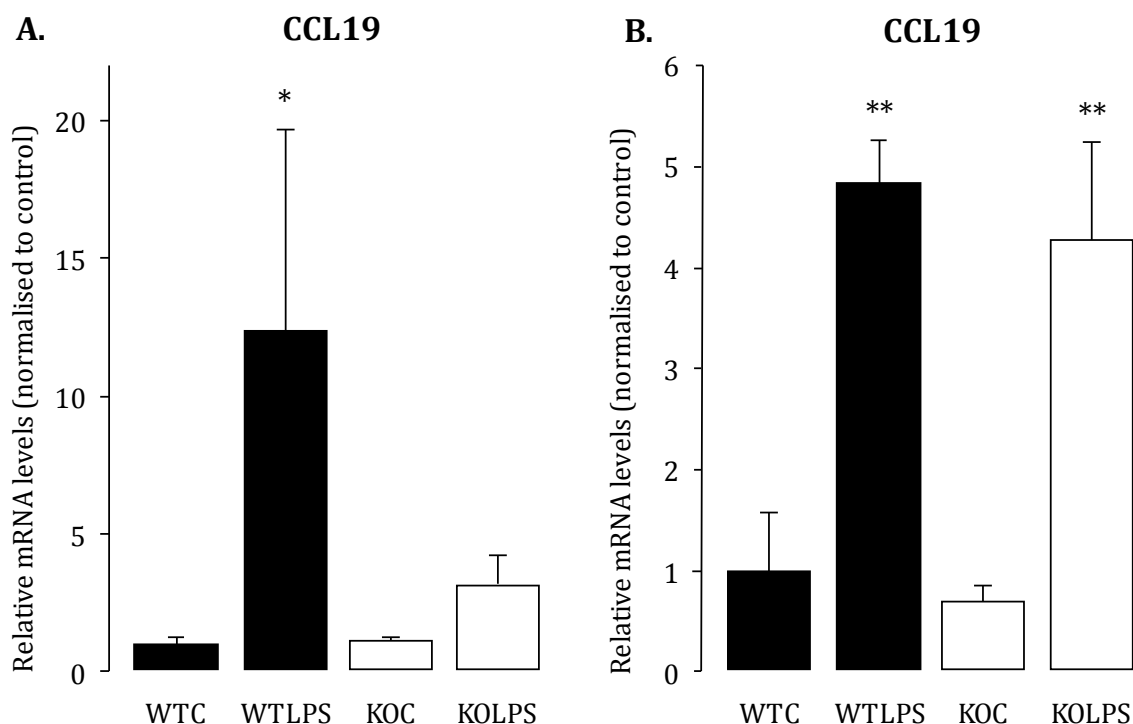 A.
CCL19
Relative mRNA levels (normalised to control)
20
15
10
5
0
*
WTC
WTLPS
KOC
KOLPS
B.
CCL19
Relative mRNA levels (normalised to control)
6
5
4
3
2
1
0
**
**
WTC
WTLPS
KOC
KOLPS